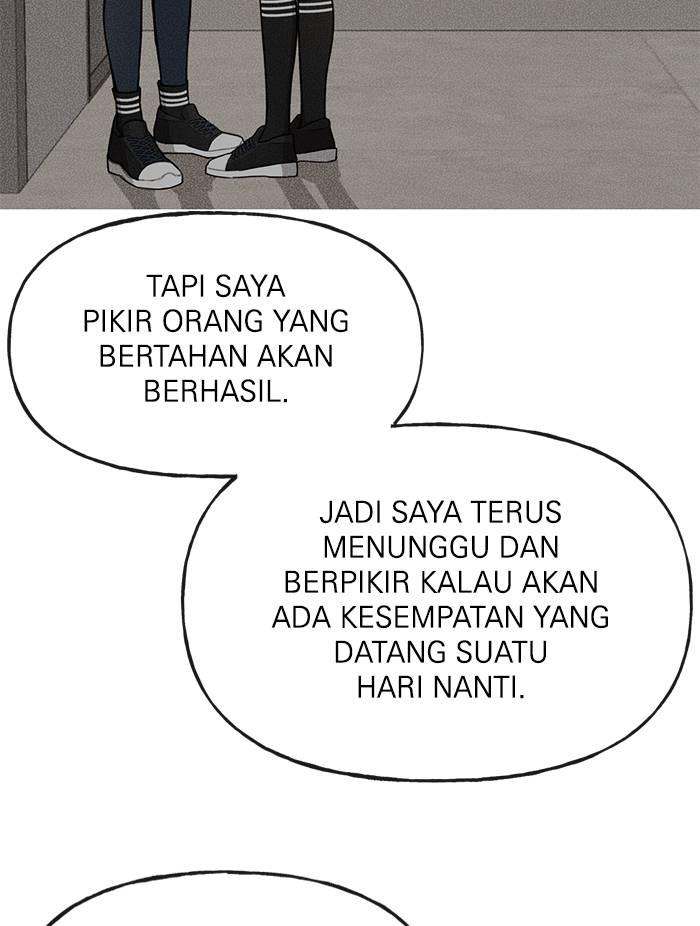 TAPI SAYA
PIKIR ORANG YANG
BERTAHAN AKAN
BERHASIL.
JADI SAYA TERUS
MENUNGGU DAN
BERPIKIR KALAU AKAN
ADA KESEMPATAN YANG
DATANG SUATU
HARI NANTI.